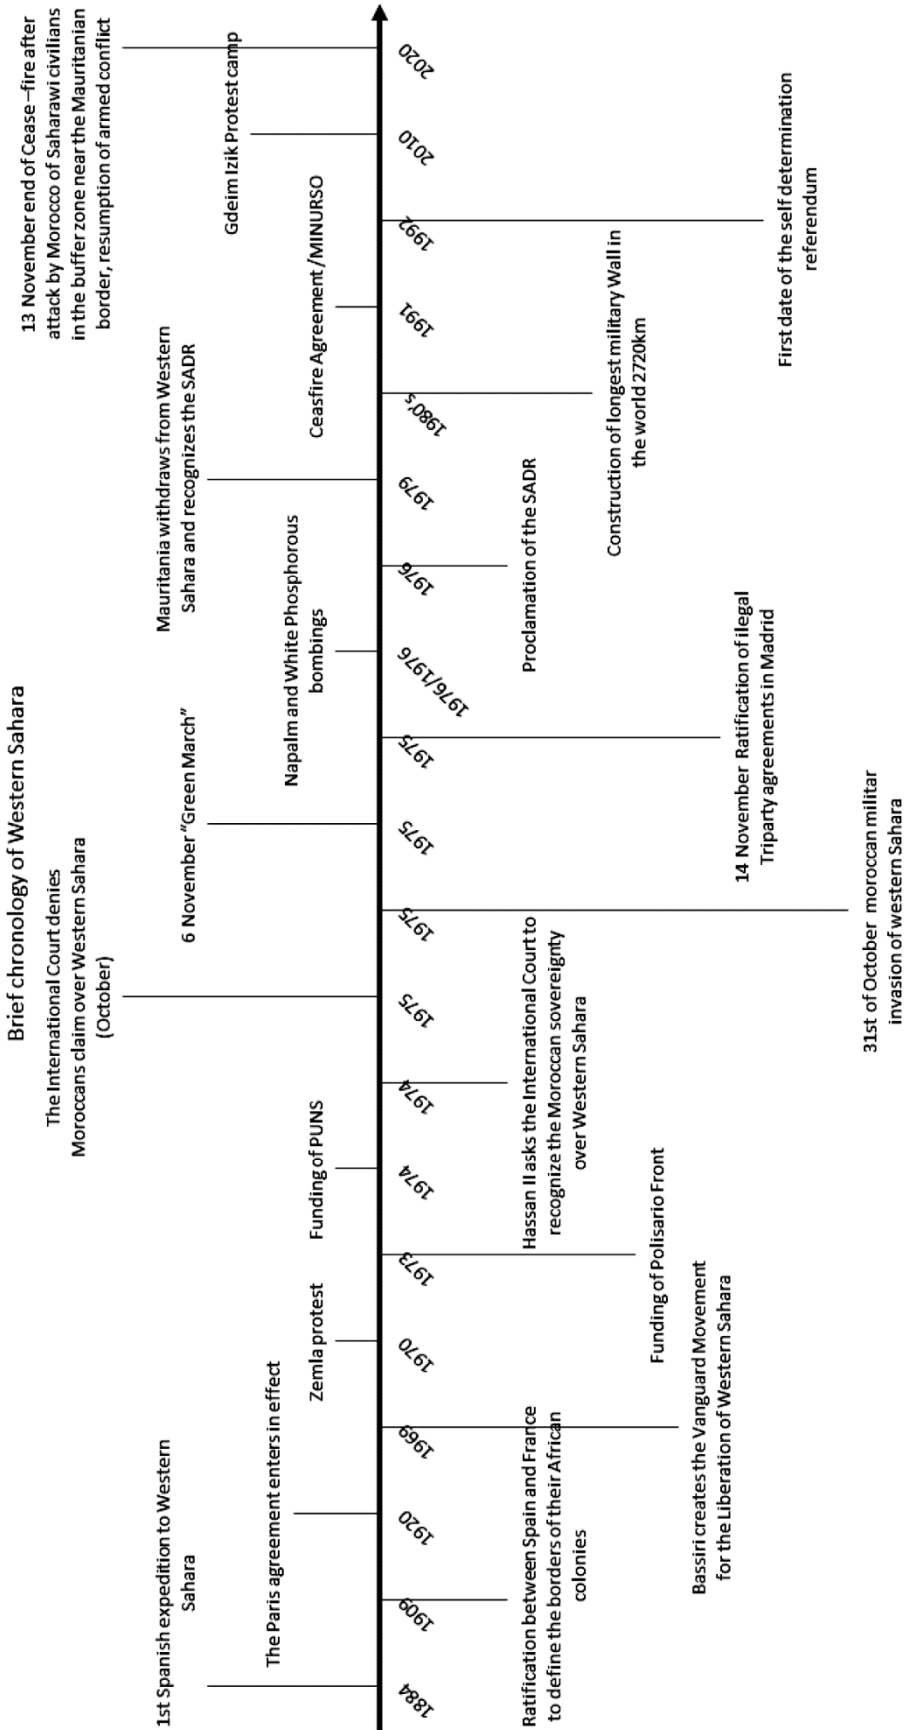 Brief chronology of Western Sahara
1st Spanish expedition to Western
Sahara
1884
Ratification between Spain and France
to define the borders of their African
colonies
1909
The Paris agreement enters in effect
1920
Bassiri creates the Vanguard Movement
for the Liberation of Western Sahara
1969
Zemla protest
1970
Funding of Polisario Front
1973
Funding of PUNS
1974
Hassan II asks the International Court to
recognize the Moroccan sovereignty
over Western Sahara
1974
The International Court denies
Moroccans claim over Western Sahara
(October)
1975
31st of October moroccan militar
invasion of western Sahara
1975
6 November “Green March”
1975
14 November Ratification of ilegal
Triparty agreements in Madrid
1975
Napalm and White Phosphorous
bombings
1976/1976
Proclamation of the SADR
1976
Mauritania withdraws from Western
Sahara and recognizes the SADR
1979
Construction of longest military Wall in
the world 2720km
1980’s
Ceasfire Agreement /MINURSO
1991
First date of the self determination
referendum
1992
Gdeim Izik Protest camp
2010
13 November end of Cease –fire after
attack by Morocco of Saharawi civilians
in the buffer zone near the Mauritanian
border, resumption of armed conflict
2020